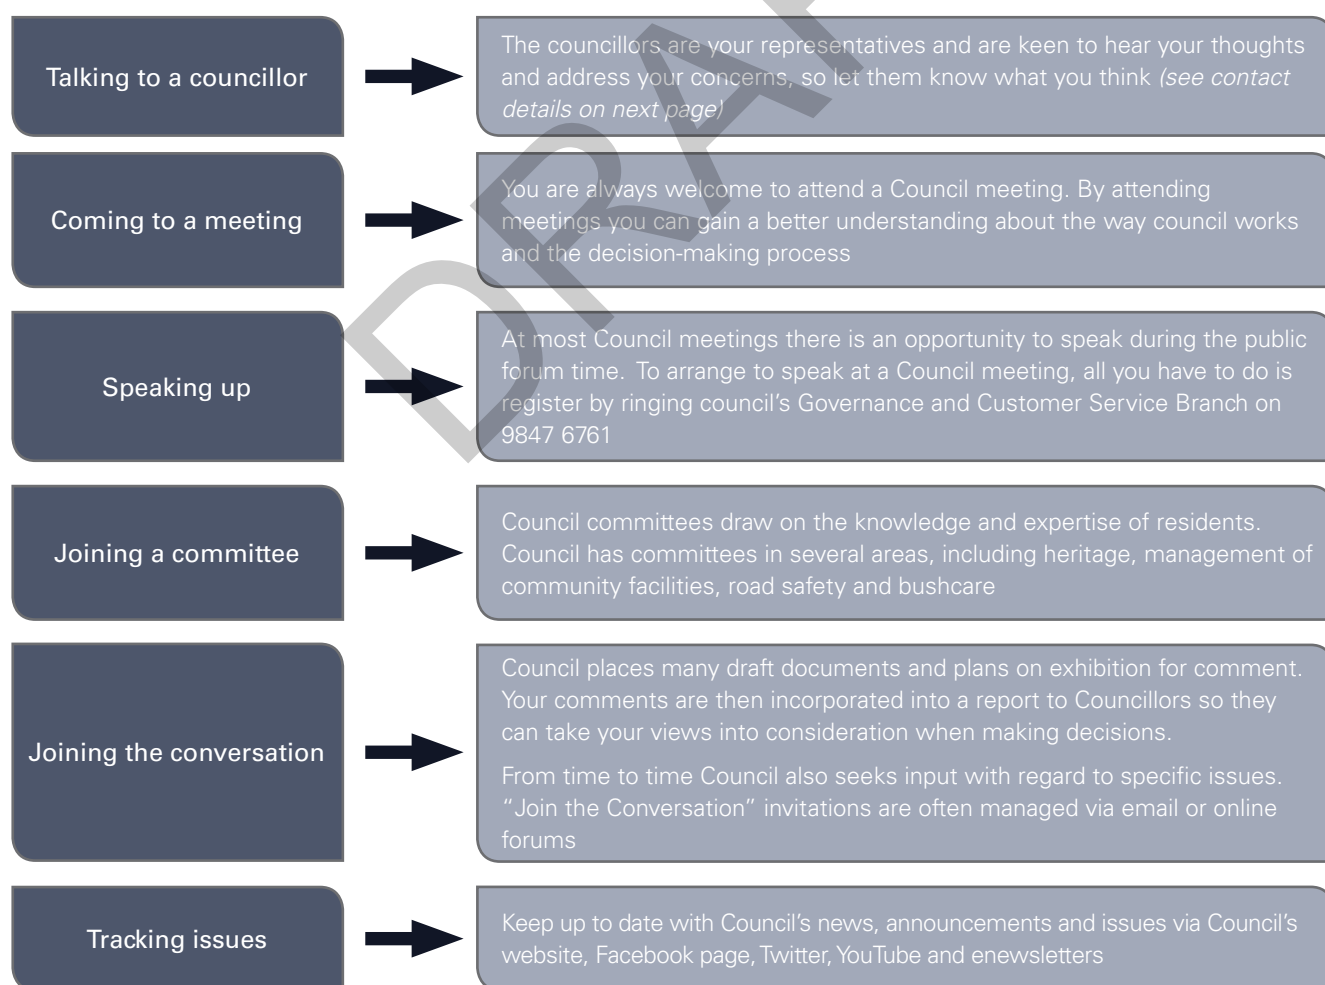 Talking to a councillor
The councillors are your representatives and are keen to hear your thoughts
and address your concerns, so let them know what you think (see contact
details on next page)
Coming to a meeting
You are always welcome to attend a Council meeting. By attending
meetings you can gain a better understanding about the way council works
and the decision-making process
Speaking up
At most Council meetings there is an opportunity to speak during the public
forum time. To arrange to speak at a Council meeting, all you have to do is
register by ringing council's Governance and Customer Service Branch on
9847 6761
Joining a committee
Council committees draw on the knowledge and expertise of residents.
Council has committees in several areas, including heritage, management of
community facilities, road safety and bushcare
Joining the conversation
Council places many draft documents and plans on exhibition for comment.
Your comments are then incorporated into a report to Councillors so they
can take your views into consideration when making decisions.
From time to time Council also seeks input with regard to specific issues.
“Join the Conversation” invitations are often managed via email or online
forums
Tracking issues
Keep up to date with Council's news, announcements and issues via Council's
website, Facebook page, Twitter, YouTube and enewsletters